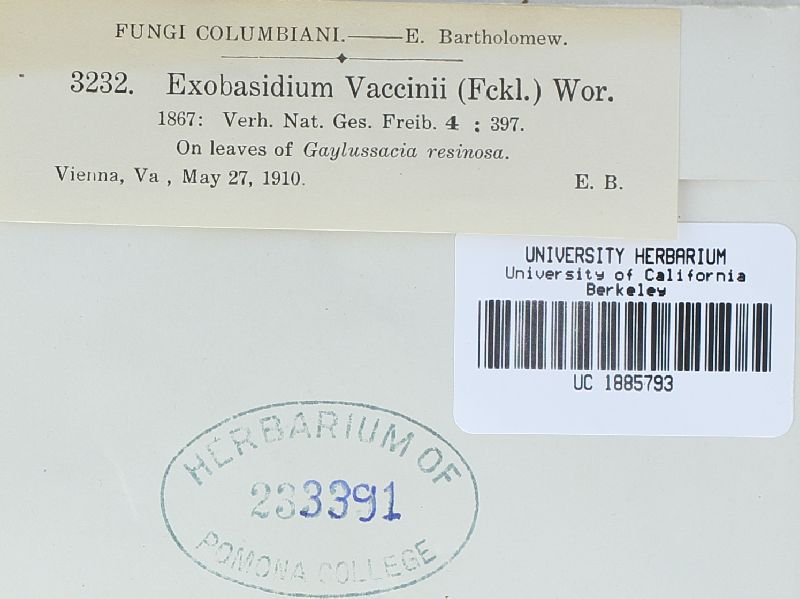 FUNGI COLUMBIANI.——E. Bartholomew.
3232. Exobasidium Vaccinii (Fckl.) Wor.
1867: Verh. Nat. Ges. Freib. 4 : 397.
On leaves of Gaylussacia resinosa.
Vienna, Va , May 27, 1910. E. B.
UNIVERSITY HERBARIUM
University of California
Berkeley
UC 1885793
HERBARIUM OF
233391
POMONA COLLEGE